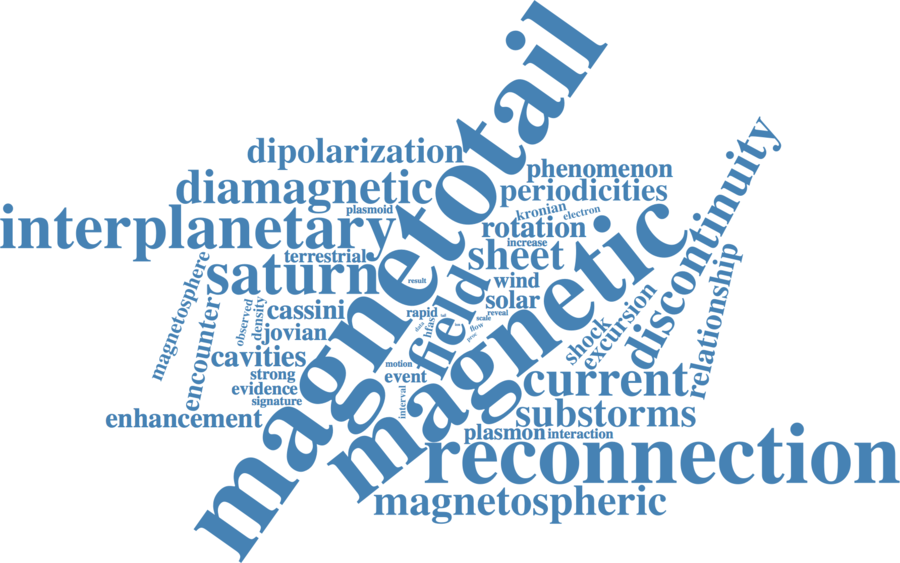 magnetotail
dipolarization
phenomenon
diamagnetic
periodicities
plasmoid
kronian
electron
interplanetary
rotation
increase
discontinuity
magnetic
terrestrial
sheet
saturn
result
wind
magnetosphere
solar
relationship
encounter
observed
density
cassini
rapid
reveal
field
hfas
scale
flow
jovian
shock
excursion
cavities
motion
strong
event
current
evidence
signature
interval
enhancement
substorms
plasmon
interaction
reconnection
magnetospheric